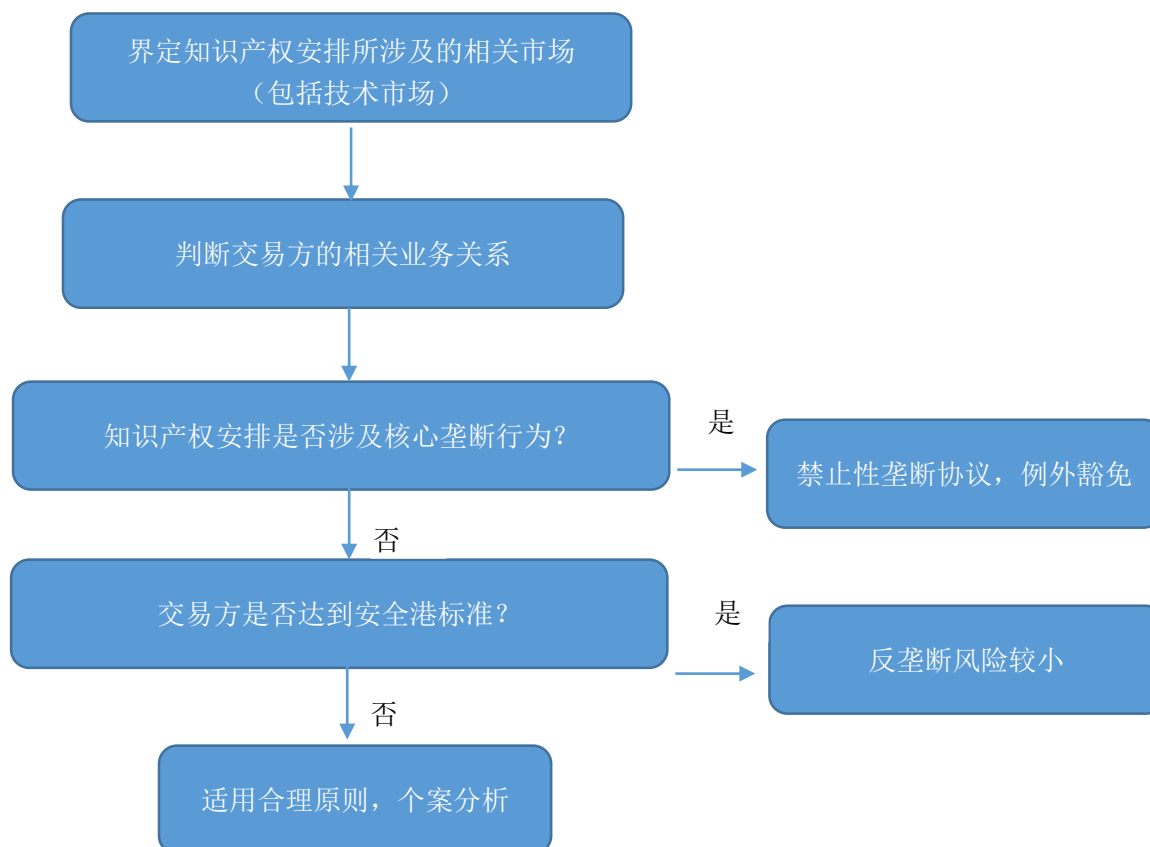 界定知识产权安排所涉及的相关市场
（包括技术市场）
判断交易方的相关业务关系
知识产权安排是否涉及核心垄断行为？
是
禁止性垄断协议，例外豁免
否
交易方是否达到安全港标准？
是
反垄断风险较小
否
适用合理原则，个案分析